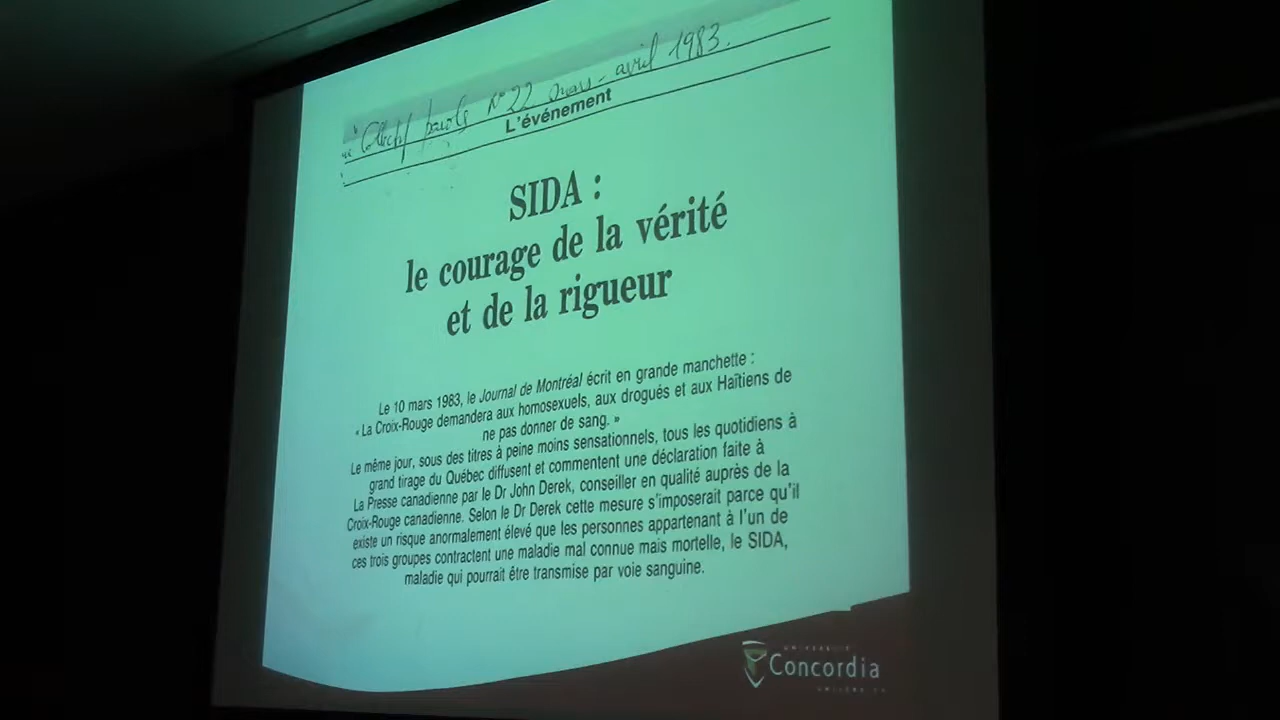 Collectif parols N° 22 mars - avril 1983.
L'événement
SIDA :
le courage de la vérité
et de la rigueur
Le 10 mars 1983, le Journal de Montréal écrit en grande manchette :
« La Croix-Rouge demandera aux homosexuels, aux drogués et aux Haïtiens de
ne pas donner de sang. »
Le même jour, sous des titres à peine moins sensationnels, tous les quotidiens à
grand tirage du Québec diffusent et commentent une déclaration faite à
La Presse canadienne par le Dr John Derek, conseiller en qualité auprès de la
Croix-Rouge canadienne. Selon le Dr Derek cette mesure s'imposerait parce qu'il
existe un risque anormalement élevé que les personnes appartenant à l'un de
ces trois groupes contractent une maladie mal connue mais mortelle, le SIDA,
maladie qui pourrait être transmise par voie sanguine.
UNIVERSITÉ
Concordia
UNIVERSITY